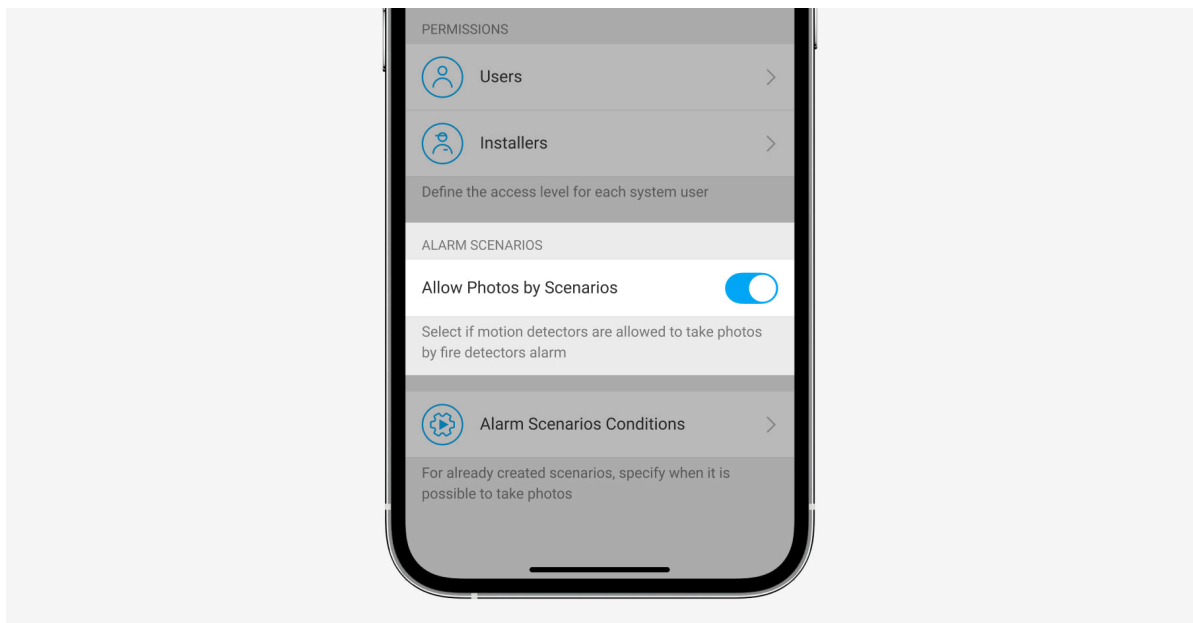 PERMISSIONS
Users
Installers
Define the access level for each system user
ALARM SCENARIOS
Allow Photos by Scenarios
Select if motion detectors are allowed to take photos
by fire detectors alarm
Alarm Scenarios Conditions
For already created scenarios, specify when it is
possible to take photos